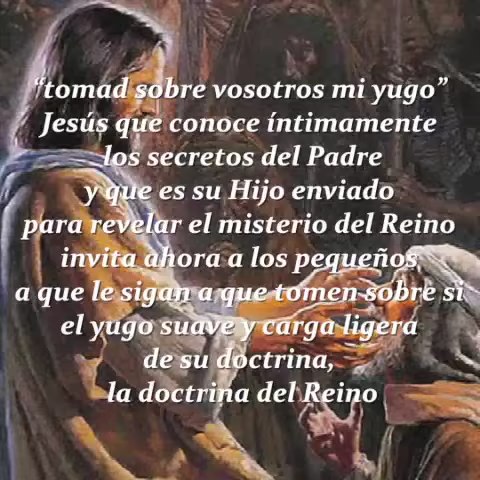 “tomad sobre vosotros mi yugo”
Jesús que conoce íntimamente
los secretos del Padre
y que es su Hijo enviado
para revelar el misterio del Reino
invita ahora a los pequeños
a que le sigan a que tomen sobre si
el yugo suave y carga ligera
de su doctrina,
la doctrina del Reino